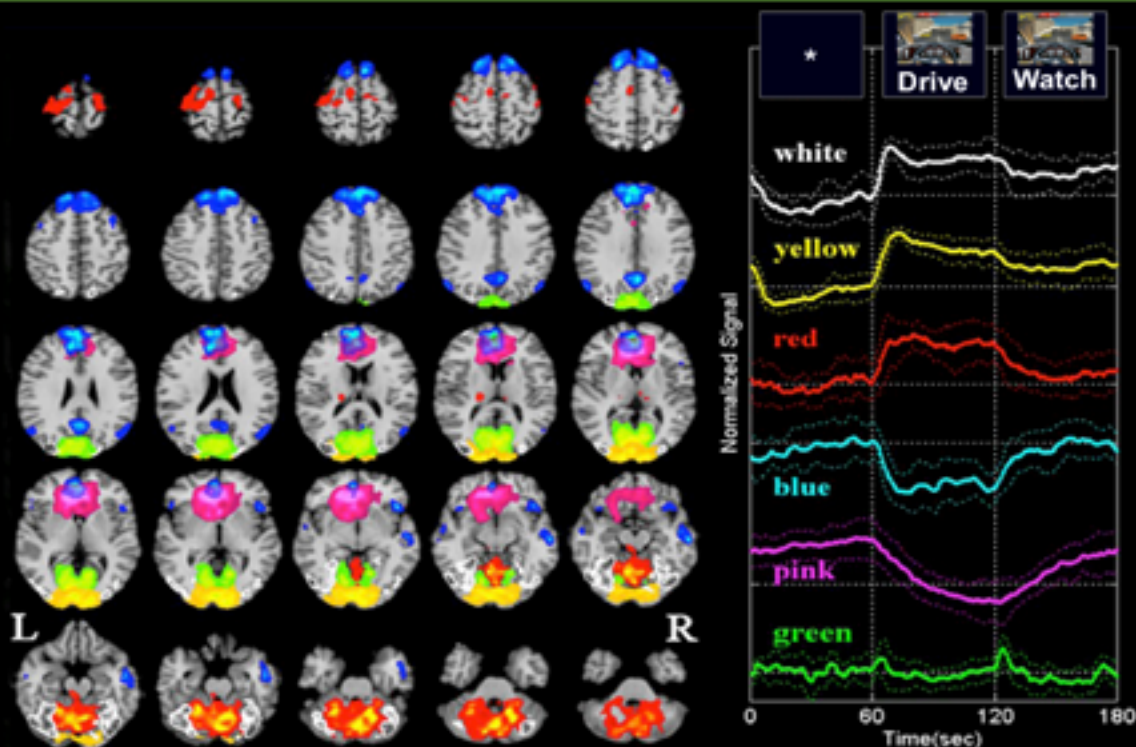 *
Drive
Watch
white
yellow
red
blue
pink
green
Normalized Signal
L
R
0
60
120
180
Time(sec)